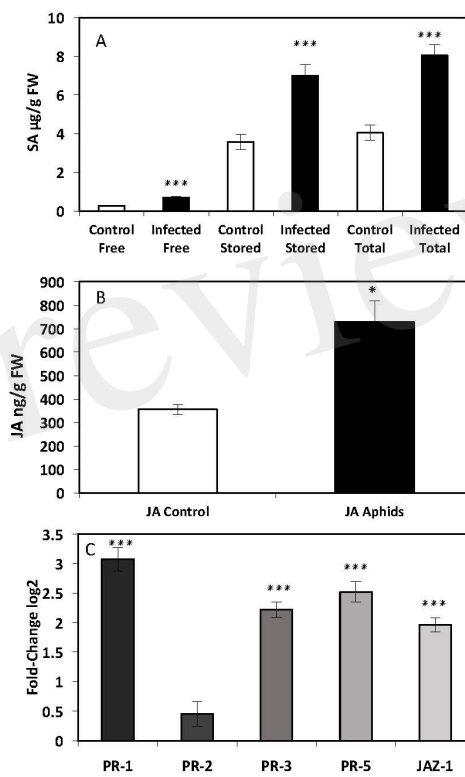 A
SA µg/g FW
10
8
6
4
2
0
***
***
***
Control Free
Infected Free
Control Stored
Infected Stored
Control Total
Infected Total
B
JA ng/g FW
900
800
700
600
500
400
300
200
100
0
*
JA Control
JA Aphids
C
Fold-Change log2
3.5
3
2.5
2
1.5
1
0.5
0
***
***
***
***
PR-1
PR-2
PR-3
PR-5
JAZ-1
review